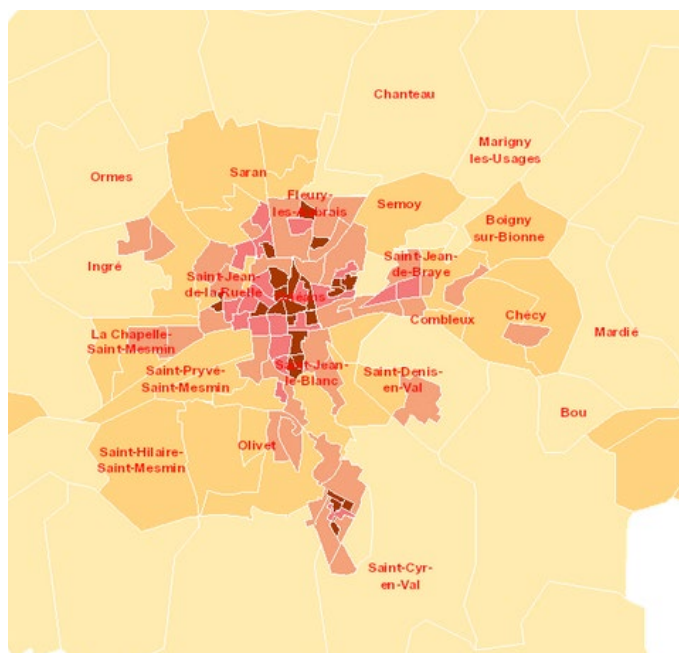 Chanteau
Marigny
les-Usages
Ormes
Saran
Fleury-
les-Aubrais
Semoy
Boigny
sur-Bionne
Ingré
Saint-Jean-
de-la Ruelle
Saint-Jean-
de-Braye
Orléans
Combleux
Chécy
Mardié
La Chapelle-
Saint-Mesmin
Saint-Pryvé-
Saint-Mesmin
Saint-Jean-
le-Blanc
Saint-Denis-
en-Val
Bou
Saint-Hilaire-
Saint-Mesmin
Olivet
Saint-Cyr-
en-Val